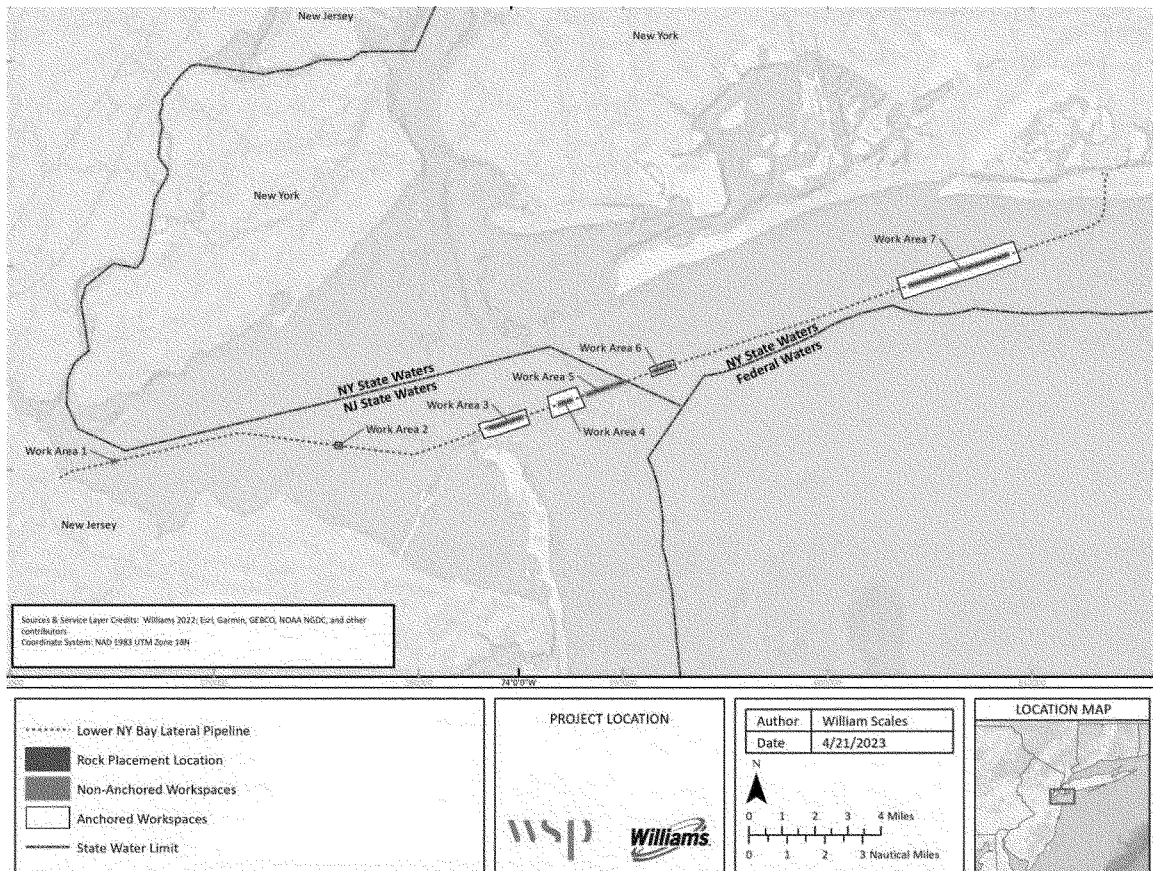 New Jersey
New York
New York
Work Area 7
Work Area 6
NY State Waters
Federal Waters
NY State Waters
NJ State Waters
Work Area 5
Work Area 3
Work Area 2
Work Area 4
Work Area 1
New Jersey
Sources & Service Layer Credits: Williams 2022; Esri, Garmin, GEBCO, NOAA NGDC, and other
contributors
Coordinate System: NAD 1983 UTM Zone 18N
74°0'0"W
Lower NY Bay Lateral Pipeline
Rock Placement Location
Non-Anchored Workspaces
Anchored Workspaces
State Water Limit
PROJECT LOCATION
wsp
Williams
Author William Scales
Date 4/21/2023
N
0 1 2 3 4 Miles
0 1 2 3 Nautical Miles
LOCATION MAP